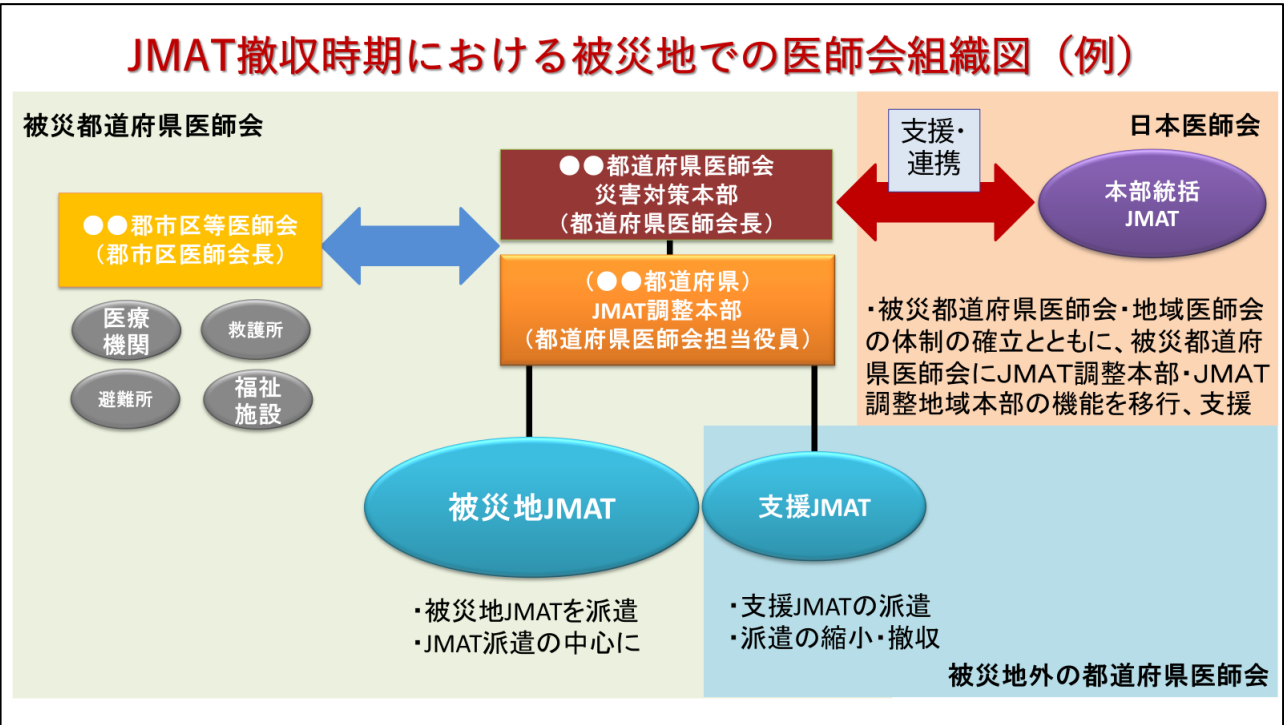 JMAT撤収時期における被災地での医師会組織図（例）
被災都道府県医師会
●●郡市区等医師会
（郡市区医師会長）
医療
機関
救護所
避難所
福祉
施設
●●都道府県医師会
災害対策本部
（都道府県医師会長）
（●●都道府県）
JMAT調整本部
（都道府県医師会担当役員）
支援・
連携
日本医師会
本部統括
JMAT
・被災都道府県医師会・地域医師会
の体制の確立とともに、被災都道府
県医師会にJMAT調整本部・JMAT
調整地域本部の機能を移行、支援
被災地JMAT
・被災地JMATを派遣
・JMAT派遣の中心に
支援JMAT
・支援JMATの派遣
・派遣の縮小・撤収
被災地外の都道府県医師会